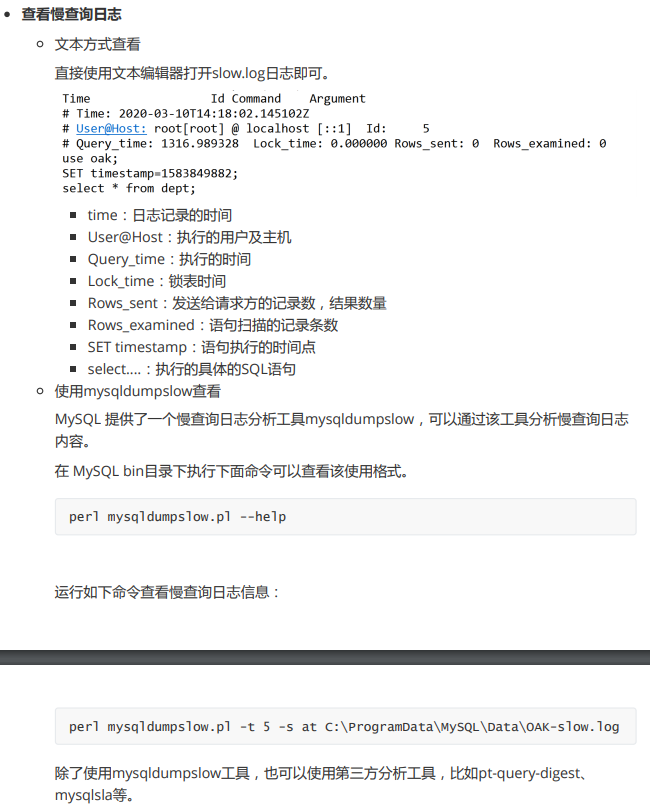 查看慢查询日志
文本方式查看
直接使用文本编辑器打开slow.log日志即可。
Time Id Command Argument
# Time: 2020-03-10T14:18:02.145102Z
# User@Host: root[root] @ localhost [::1] Id: 5
# Query_time: 1316.989328 Lock_time: 0.000000 Rows_sent: 0 Rows_examined: 0
use oak;
SET timestamp=1583849882;
select * from dept;
time：日志记录的时间
User@Host：执行的用户及主机
Query_time：执行的时间
Lock_time：锁表时间
Rows_sent：发送给请求方的记录数，结果数量
Rows_examined：语句扫描的记录条数
SET timestamp：语句执行的时间点
select....：执行的具体的SQL语句
使用mysqldumpslow查看
MySQL 提供了一个慢查询日志分析工具mysqldumpslow，可以通过该工具分析慢查询日志
内容。
在 MySQL bin目录下执行下面命令可以查看该使用格式。
perl mysqldumpslow.pl --help
运行如下命令查看慢查询日志信息：
perl mysqldumpslow.pl -t 5 -s at C:\ProgramData\MySQL\Data\OAK-slow.log
除了使用mysqldumpslow工具，也可以使用第三方分析工具，比如pt-query-digest、
mysqlsla等。